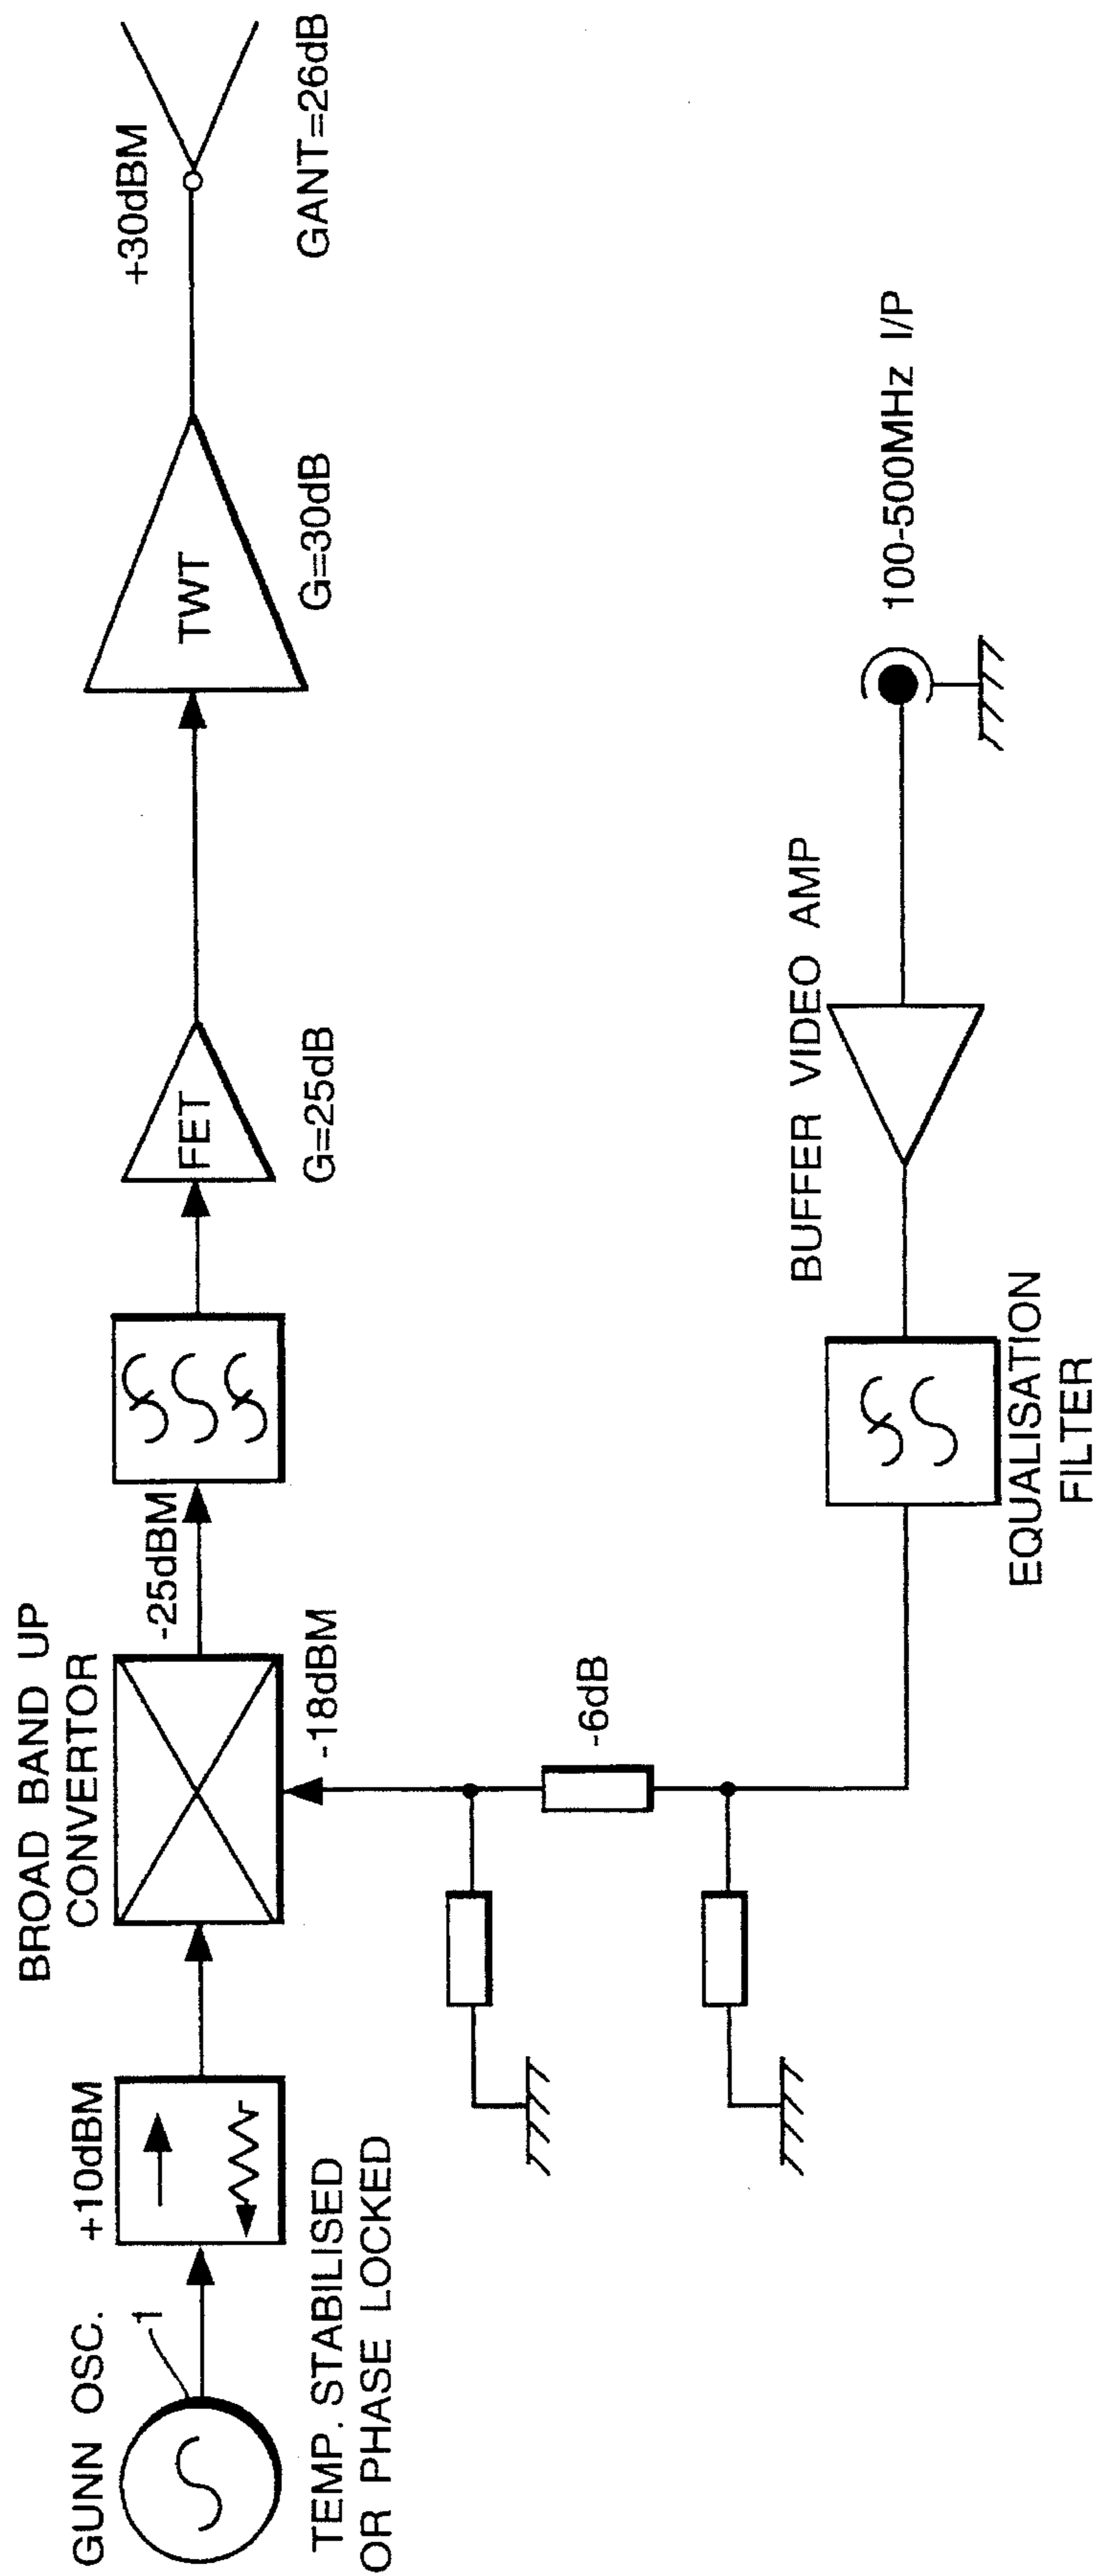 GUNN OSC.
1
TEMP. STABILISED
OR PHASE LOCKED
+10dBM
BROAD BAND UP
CONVERTOR
-25dBM
-18dBM
-6dB
FET
G=25dB
TWT
G=30dB
+30dBM
GANT=26dB
EQUALISATION
FILTER
BUFFER VIDEO AMP
100-500MHz I/P